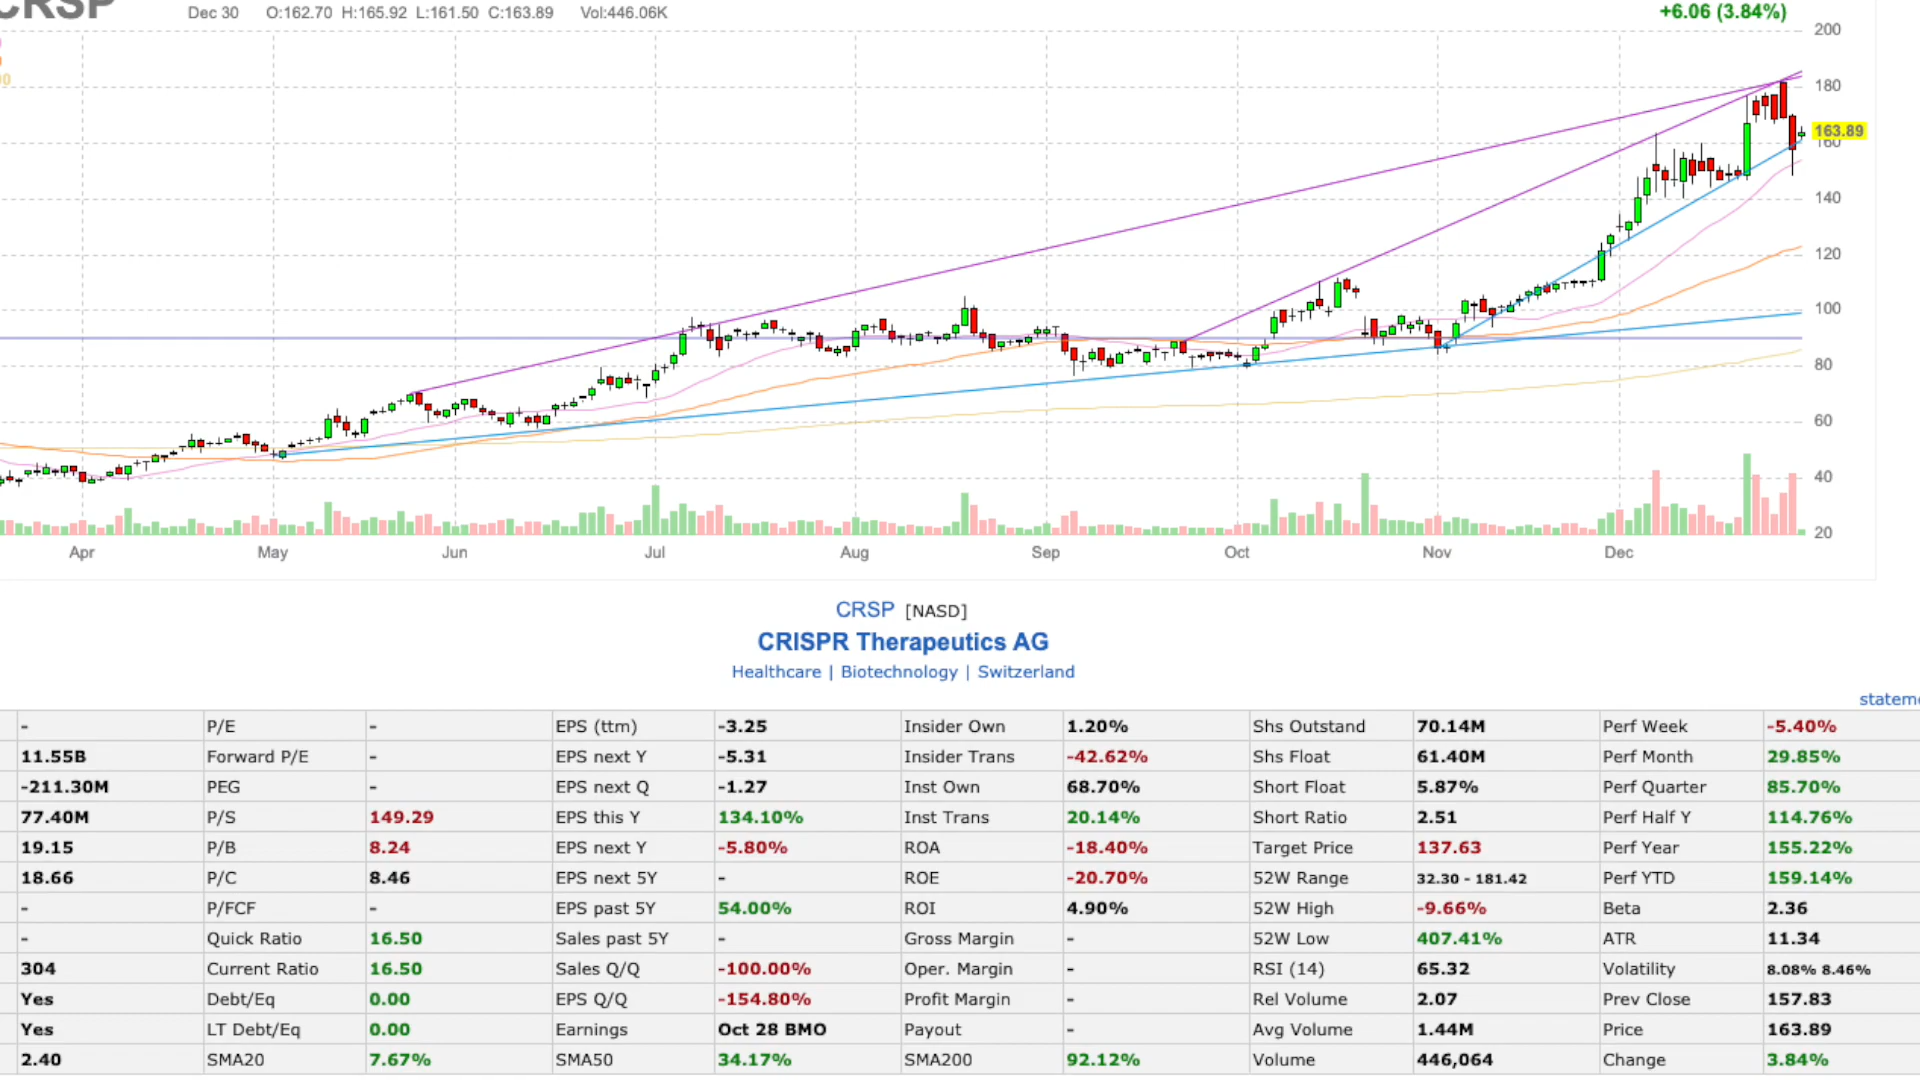 CRSP Dec 30 O:162.70 H:165.92 L:161.50 C:163.89 Vol:446.06K +6.06 (3.84%)
200
180
163.89
160
140
120
100
80
60
40
20
Apr May Jun Jul Aug Sep Oct Nov Dec
CRSP [NASD]
CRISPR Therapeutics AG
Healthcare | Biotechnology | Switzerland
- P/E - EPS (ttm) -3.25 Insider Own 1.20% Shs Outstand 70.14M Perf Week -5.40%
11.55B Forward P/E - EPS next Y -5.31 Insider Trans -42.62% Shs Float 61.40M Perf Month 29.85%
-211.30M PEG - EPS next Q -1.27 Inst Own 68.70% Short Float 5.87% Perf Quarter 85.70%
77.40M P/S 149.29 EPS this Y 134.10% Inst Trans 20.14% Short Ratio 2.51 Perf Half Y 114.76%
19.15 P/B 8.24 EPS next Y -5.80% ROA -18.40% Target Price 137.63 Perf Year 155.22%
18.66 P/C 8.46 EPS next 5Y - ROE -20.70% 52W Range 32.30 - 181.42 Perf YTD 159.14%
- P/FCF - EPS past 5Y 54.00% ROI 4.90% 52W High -9.66% Beta 2.36
- Quick Ratio 16.50 Sales past 5Y - Gross Margin - 52W Low 407.41% ATR 11.34
304 Current Ratio 16.50 Sales Q/Q -100.00% Oper. Margin - RSI (14) 65.32 Volatility 8.08% 8.46%
Yes Debt/Eq 0.00 EPS Q/Q -154.80% Profit Margin - Rel Volume 2.07 Prev Close 157.83
Yes LT Debt/Eq 0.00 Earnings Oct 28 BMO Payout - Avg Volume 1.44M Price 163.89
2.40 SMA20 7.67% SMA50 34.17% SMA200 92.12% Volume 446,064 Change 3.84%